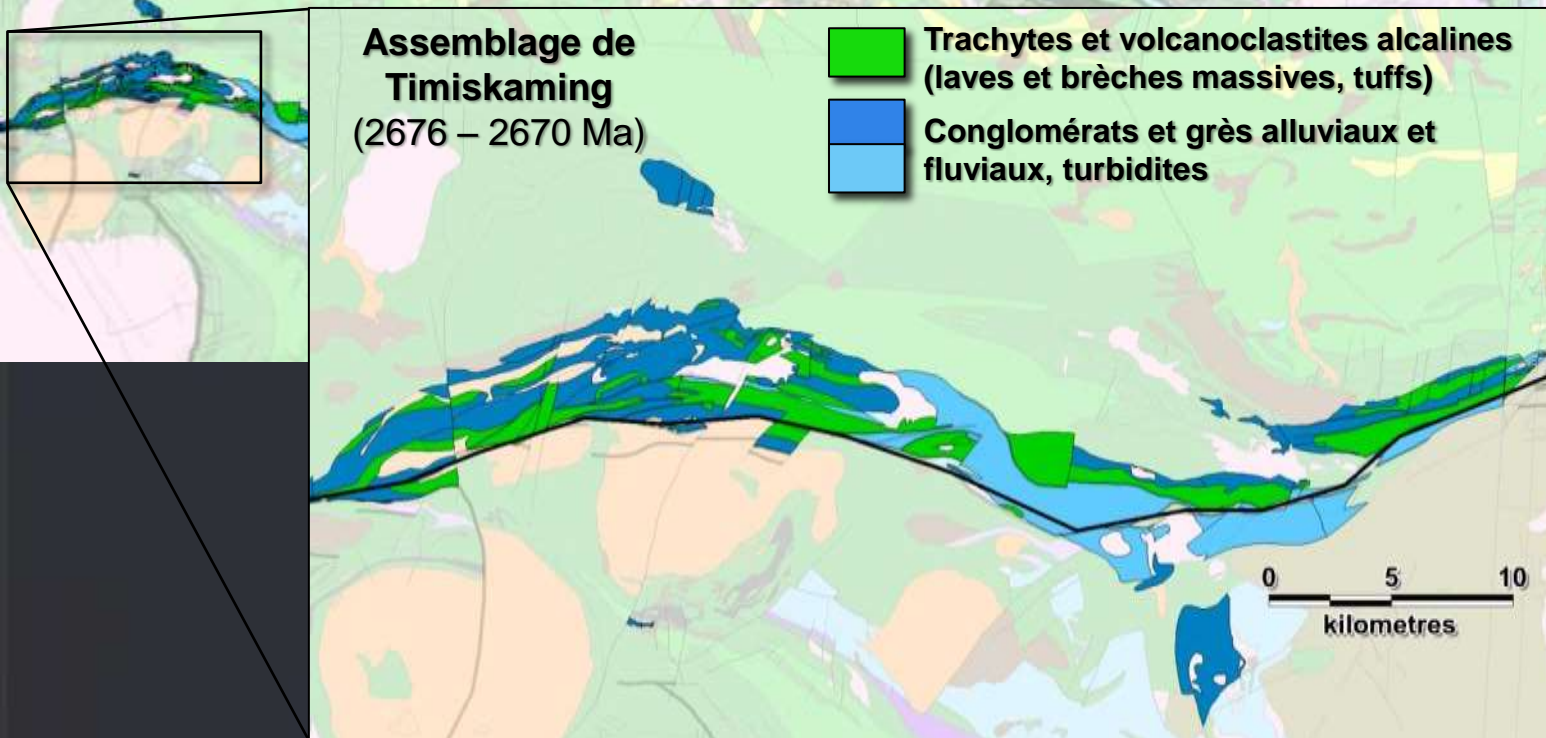 Assemblage de
Timiskaming
(2676 – 2670 Ma)
Trachytes et volcanoclastites alcalines
(laves et brèches massives, tuffs)
Conglomérats et grès alluviaux et
fluviaux, turbidites
0 5 10
kilometres